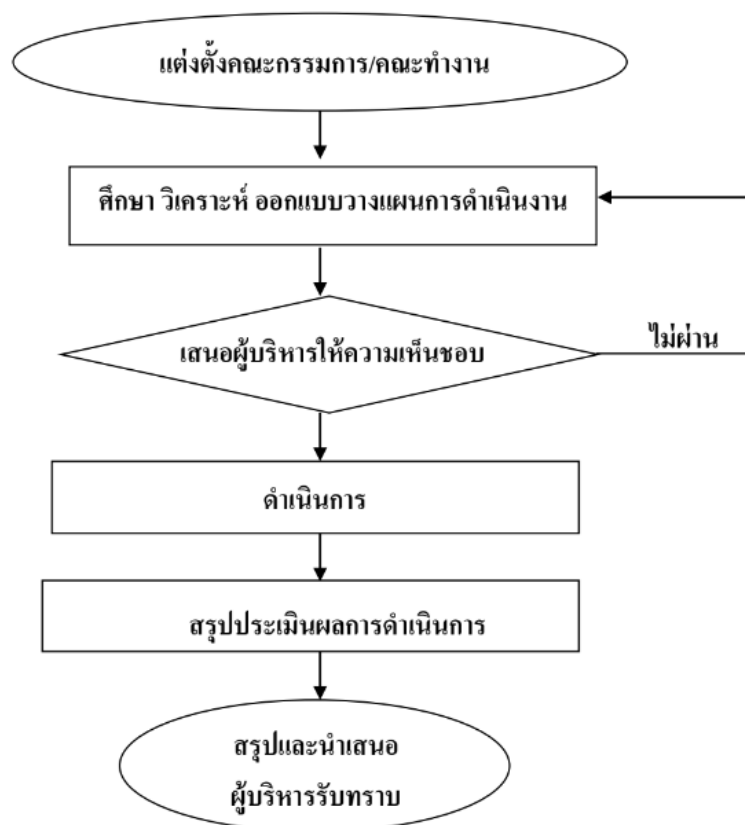 แต่งตั้งคณะกรรมการ/คณะทำงาน
ศึกษา วิเคราะห์ ออกแบบวางแผนการดำเนินงาน
เสนอผู้บริหารให้ความเห็นชอบ
ไม่ผ่าน
ดำเนินการ
สรุปประเมินผลการดำเนินการ
สรุปและนำเสนอ
ผู้บริหารรับทราบ